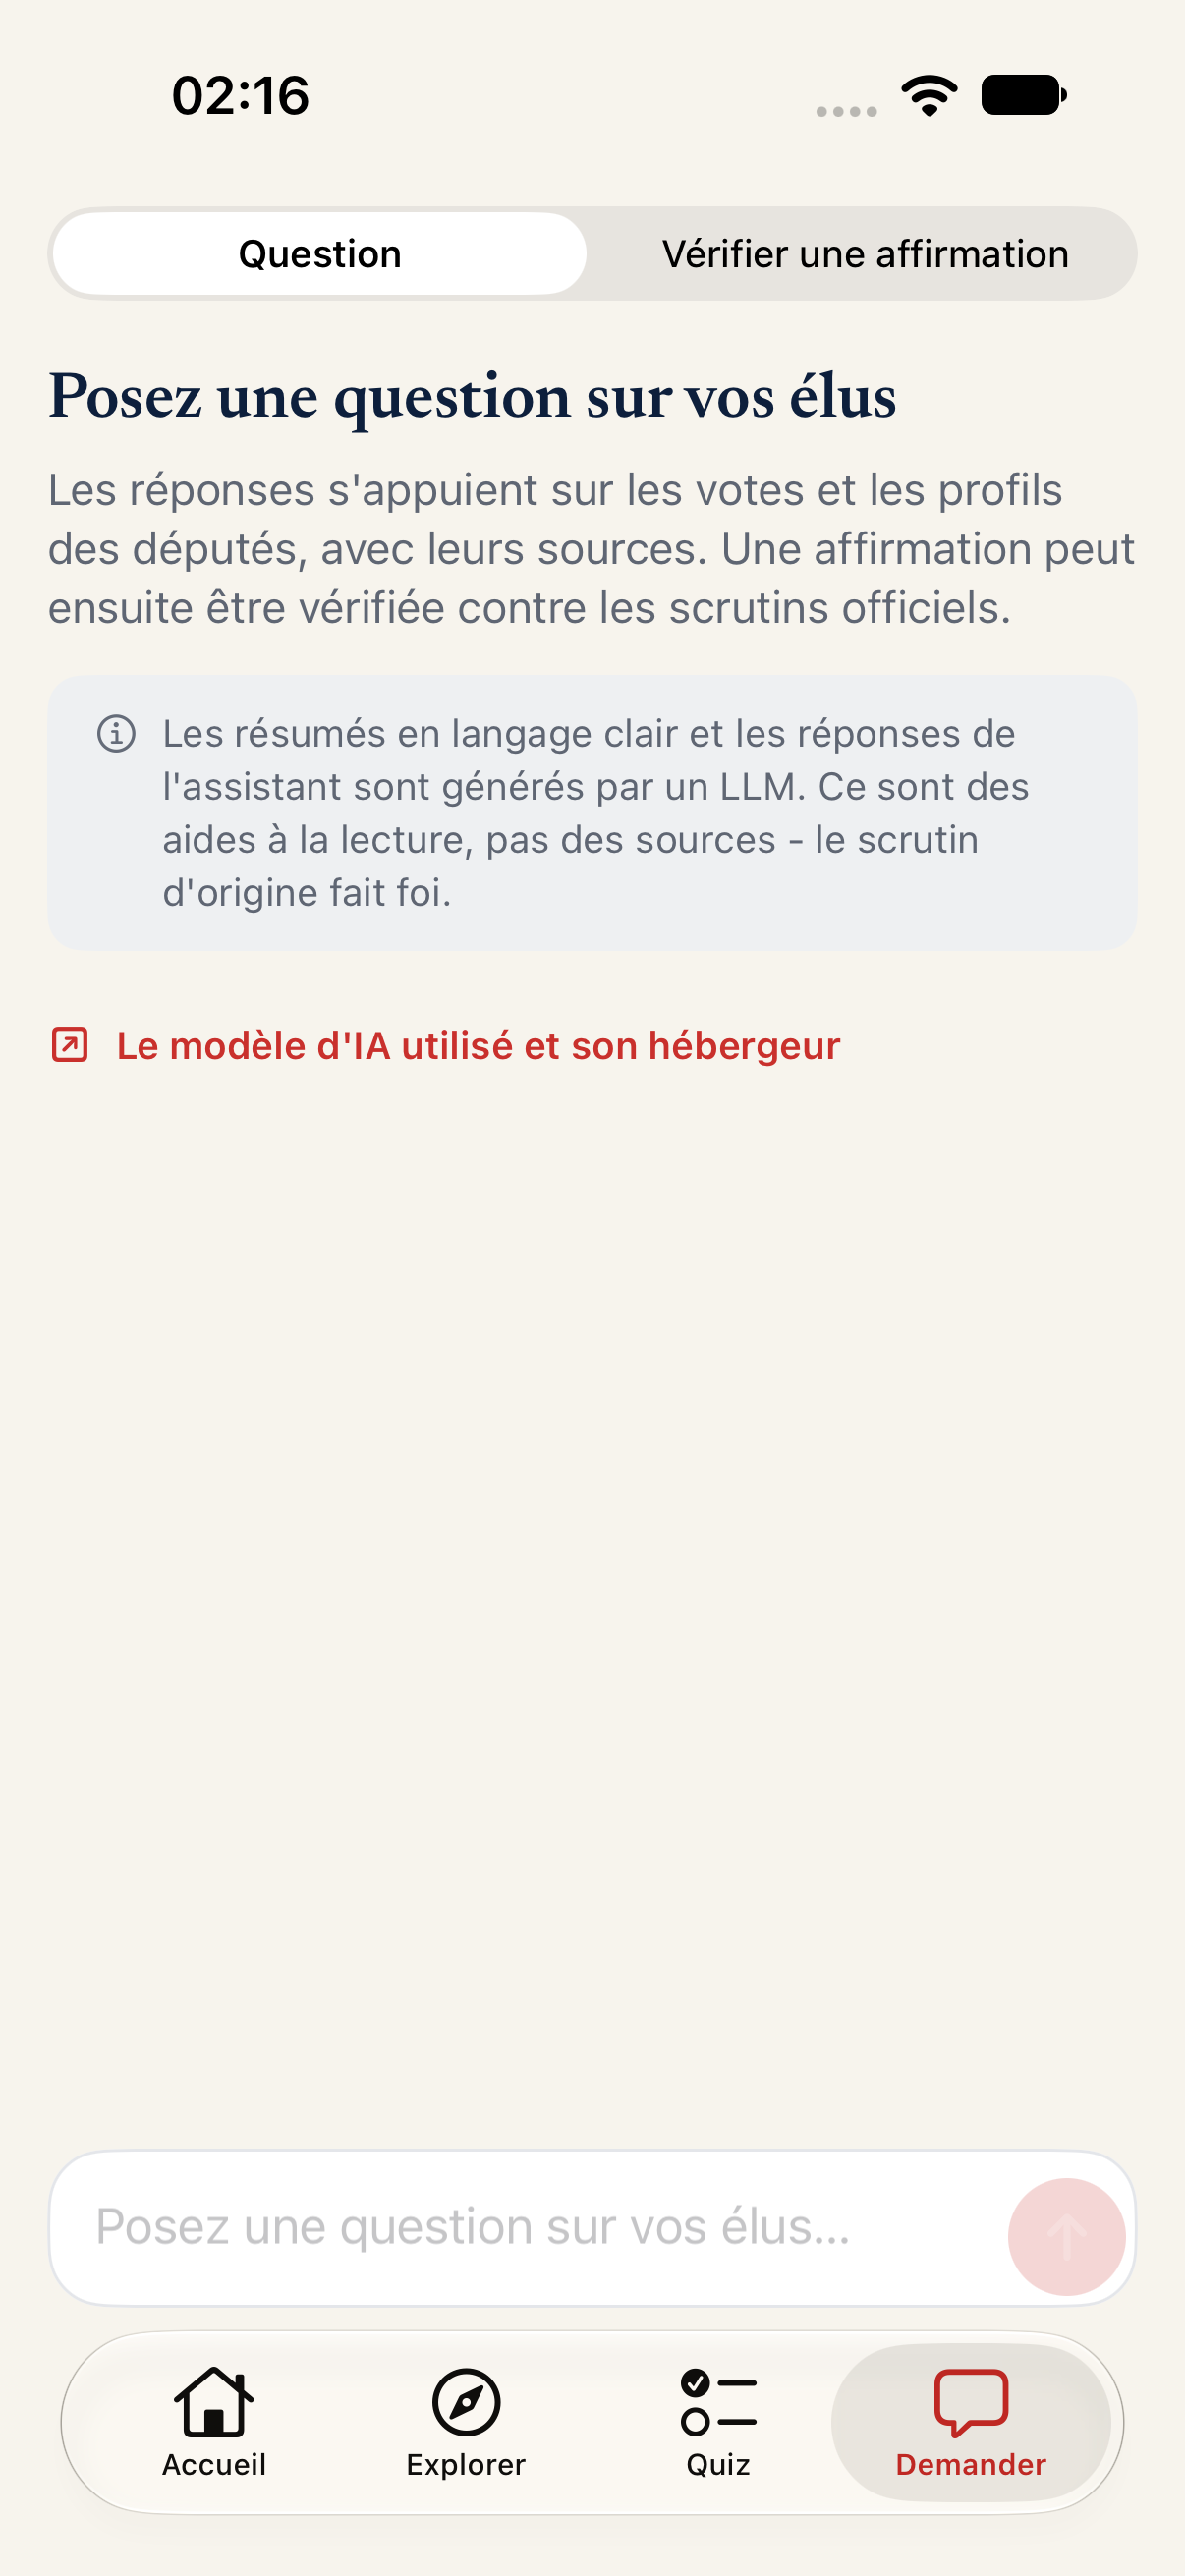 02:16
Question
Vérifier une affirmation
Posez une question sur vos élus
Les réponses s'appuient sur les votes et les profils
des députés, avec leurs sources. Une affirmation peut
ensuite être vérifiée contre les scrutins officiels.
Les résumés en langage clair et les réponses de
l'assistant sont générés par un LLM. Ce sont des
aides à la lecture, pas des sources - le scrutin
d'origine fait foi.
Le modèle d'IA utilisé et son hébergeur
Posez une question sur vos élus...
Accueil
Explorer
Quiz
Demander